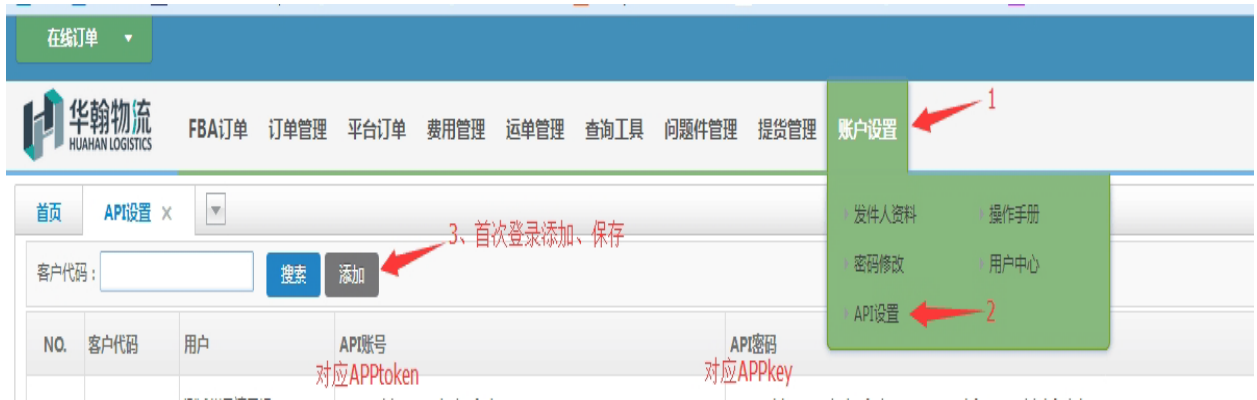 在线订单
华翰物流
HUAHAN LOGISTICS
FBA订单 订单管理 平台订单 费用管理 运单管理 查询工具 问题件管理 提货管理 账户设置
1
首页 API设置
发件人资料 操作手册
3、首次登录添加、保存
客户代码: 搜索 添加
密码修改 用户中心
API设置 2
NO. 客户代码 用户 API账号 API密码
对应APPtoken 对应APPkey